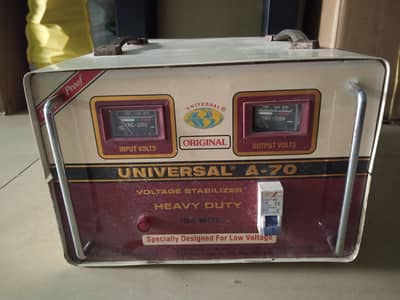 Proof
UNIVERSAL
ORIGINAL
INPUT VOLTS
OUTPUT VOLTS
UNIVERSAL® A-70
VOLTAGE STABILIZER
HEAVY DUTY
Specially Designed For Low Voltage